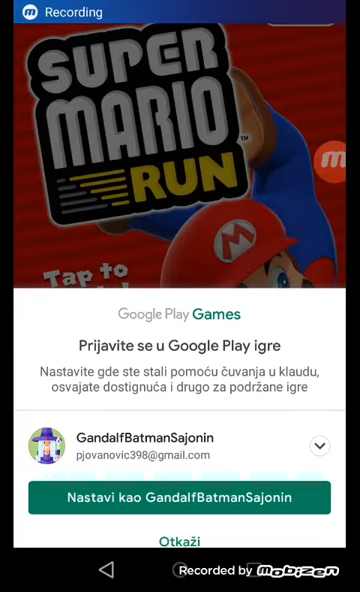 Recording
SUPER
MARIO
RUN
Tap to
Google Play Games
Prijavite se u Google Play igre
Nastavite gde ste stali pomoću čuvanja u klaudu,
osvajate dostignuća i drugo za podržane igre
GandalfBatmanSajonin
pjovanovic398@gmail.com
Nastavi kao GandalfBatmanSajonin
Otkaži
Recorded by Mobizen